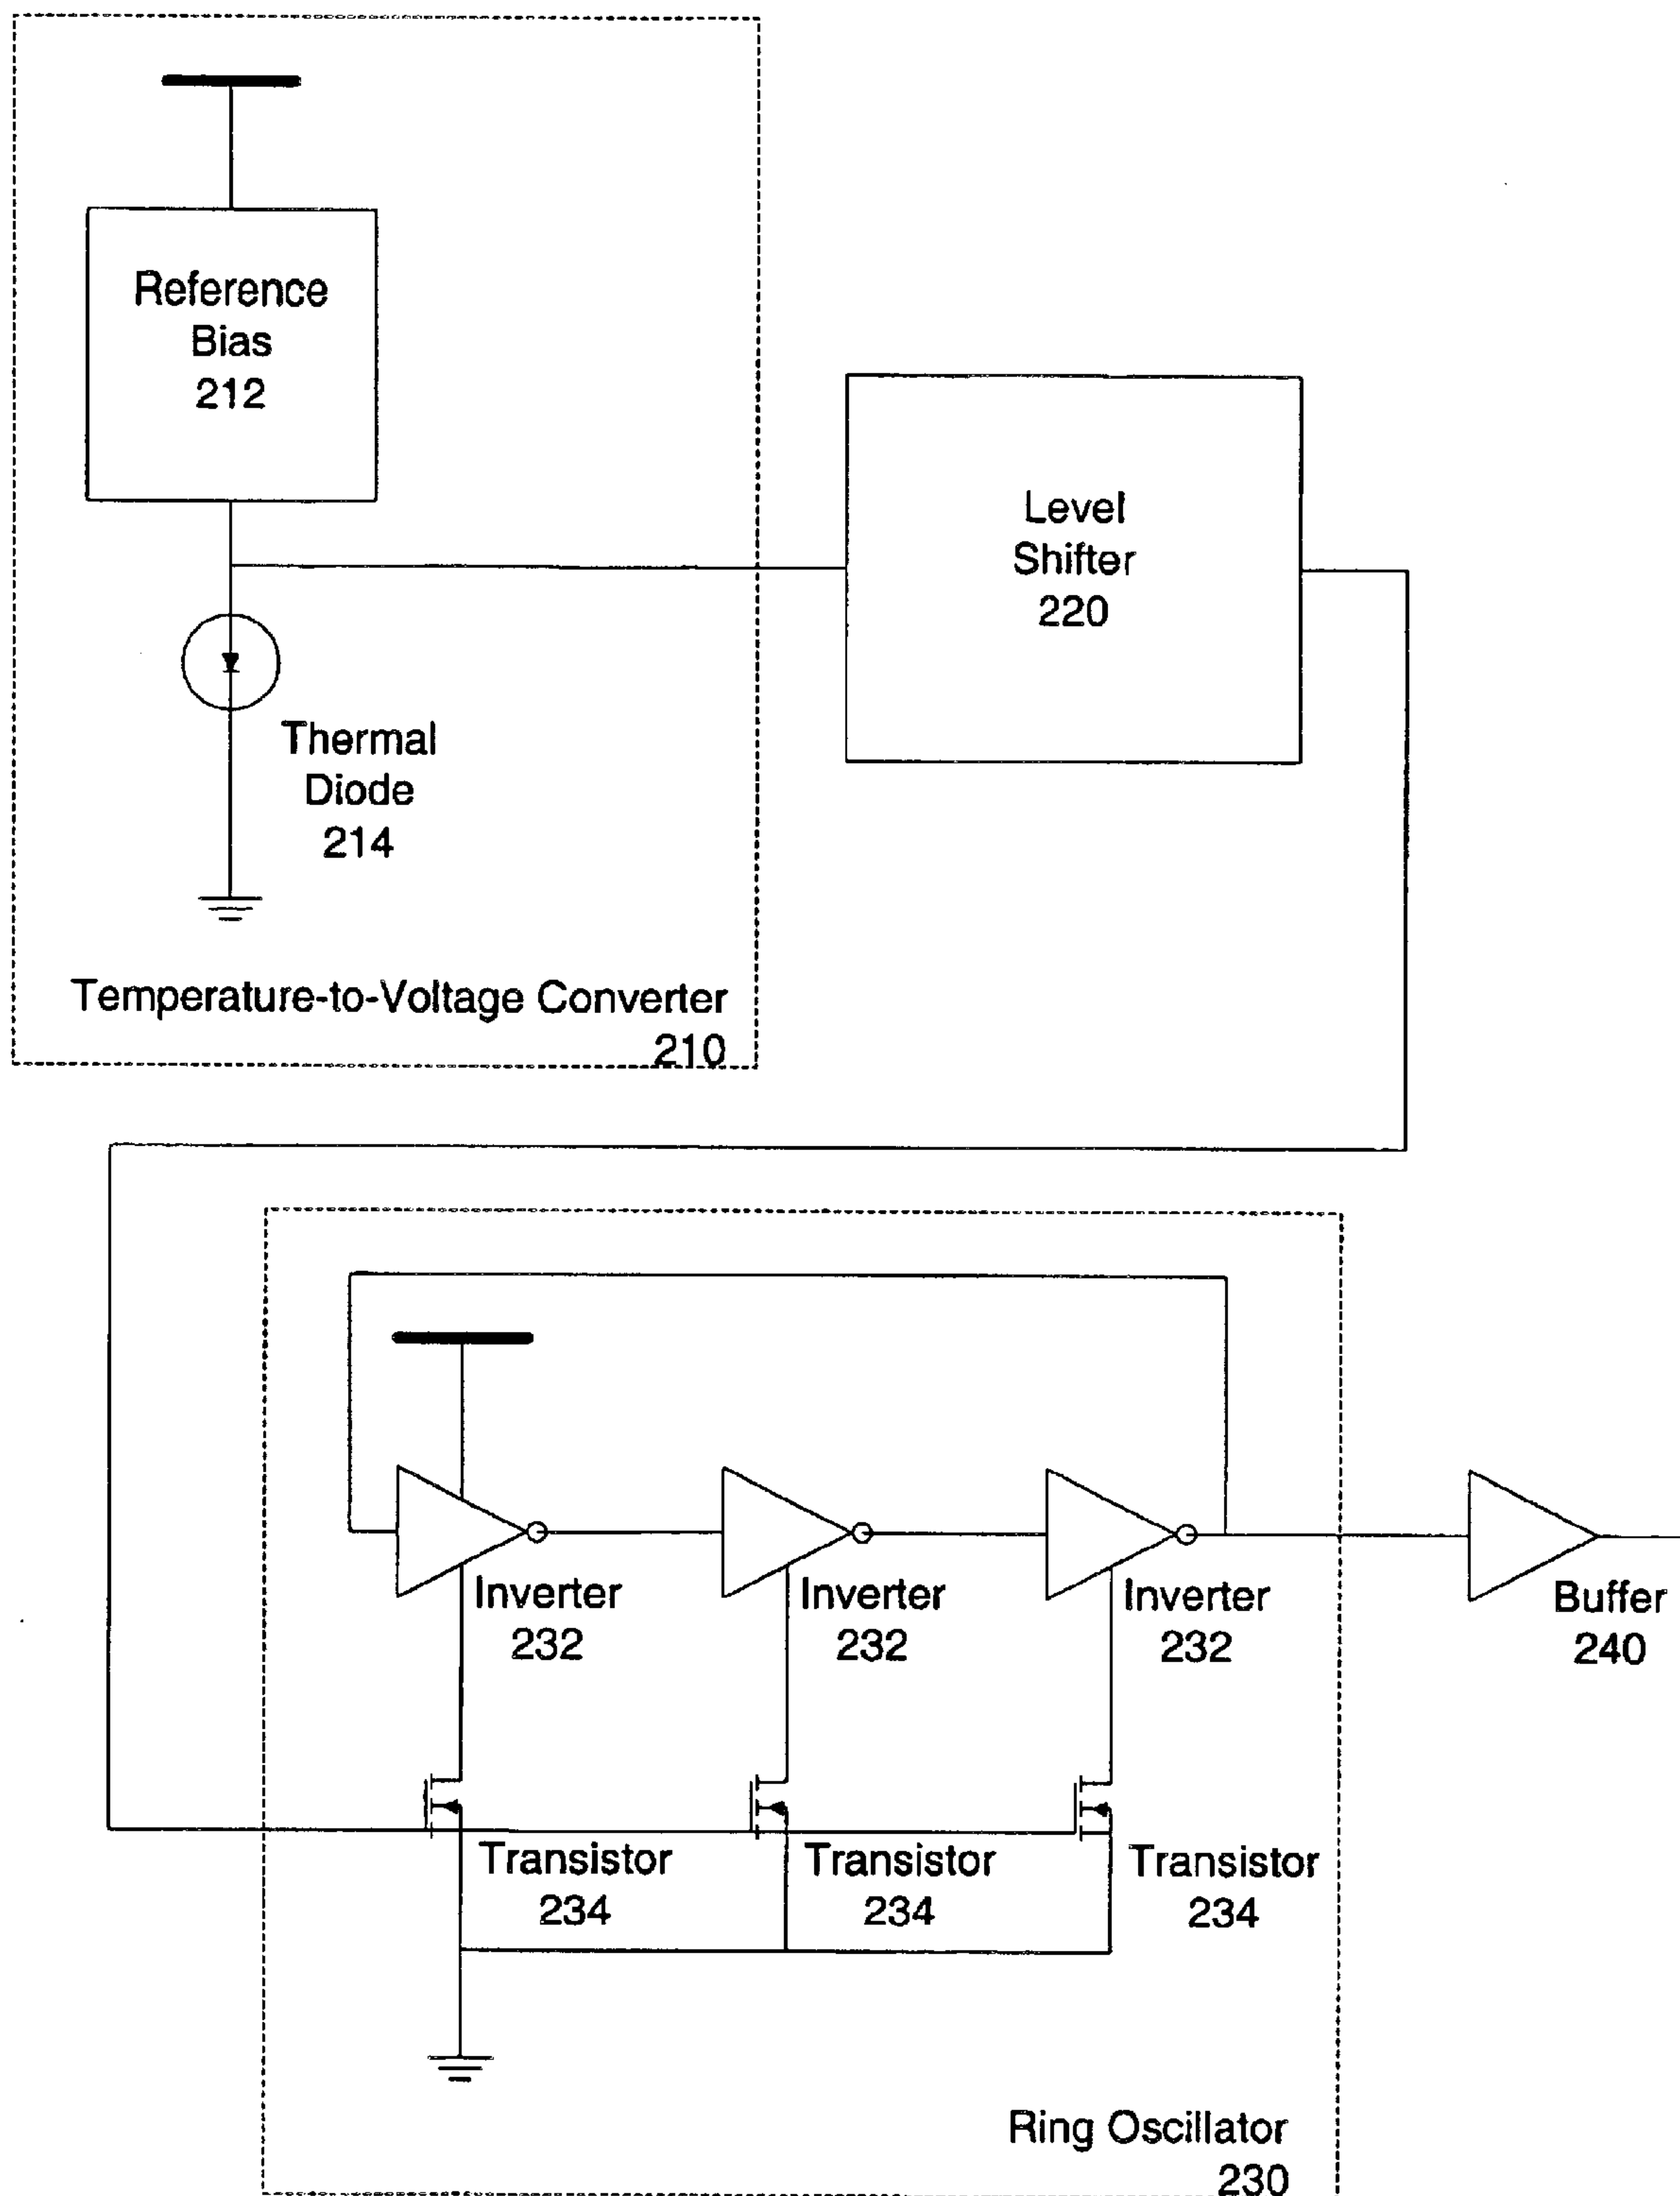 Reference
Bias
212
Level
Shifter
220
Thermal
Diode
214
Temperature-to-Voltage Converter
210
Inverter
232
Inverter
232
Inverter
232
Buffer
240
Transistor
234
Transistor
234
Transistor
234
Ring Oscillator
230